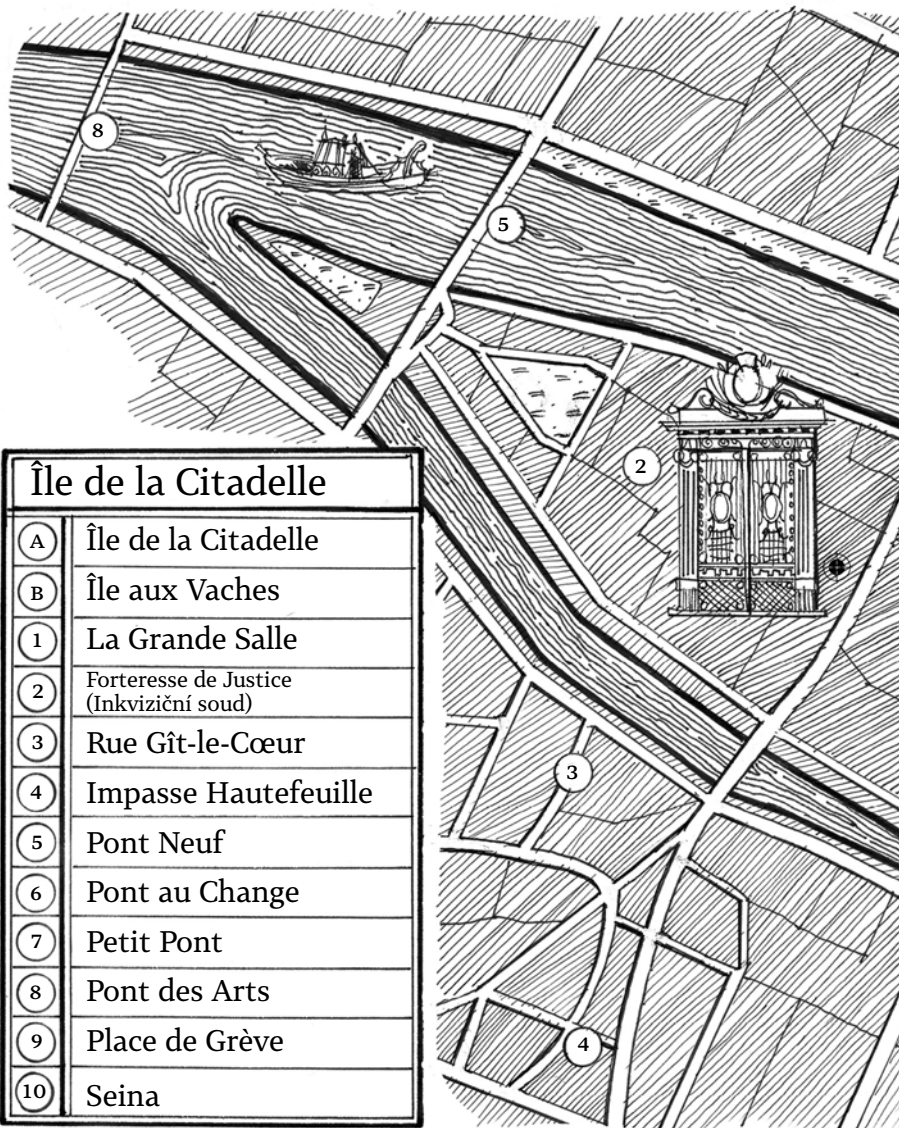 8
5
2
3
4
Île de la Citadelle
A Île de la Citadelle
B Île aux Vaches
1 La Grande Salle
2 Forteresse de Justice
(Inkviziční soud)
3 Rue Gît-le-Cœur
4 Impasse Hautefeuille
5 Pont Neuf
6 Pont au Change
7 Petit Pont
8 Pont des Arts
9 Place de Grève
10 Seina